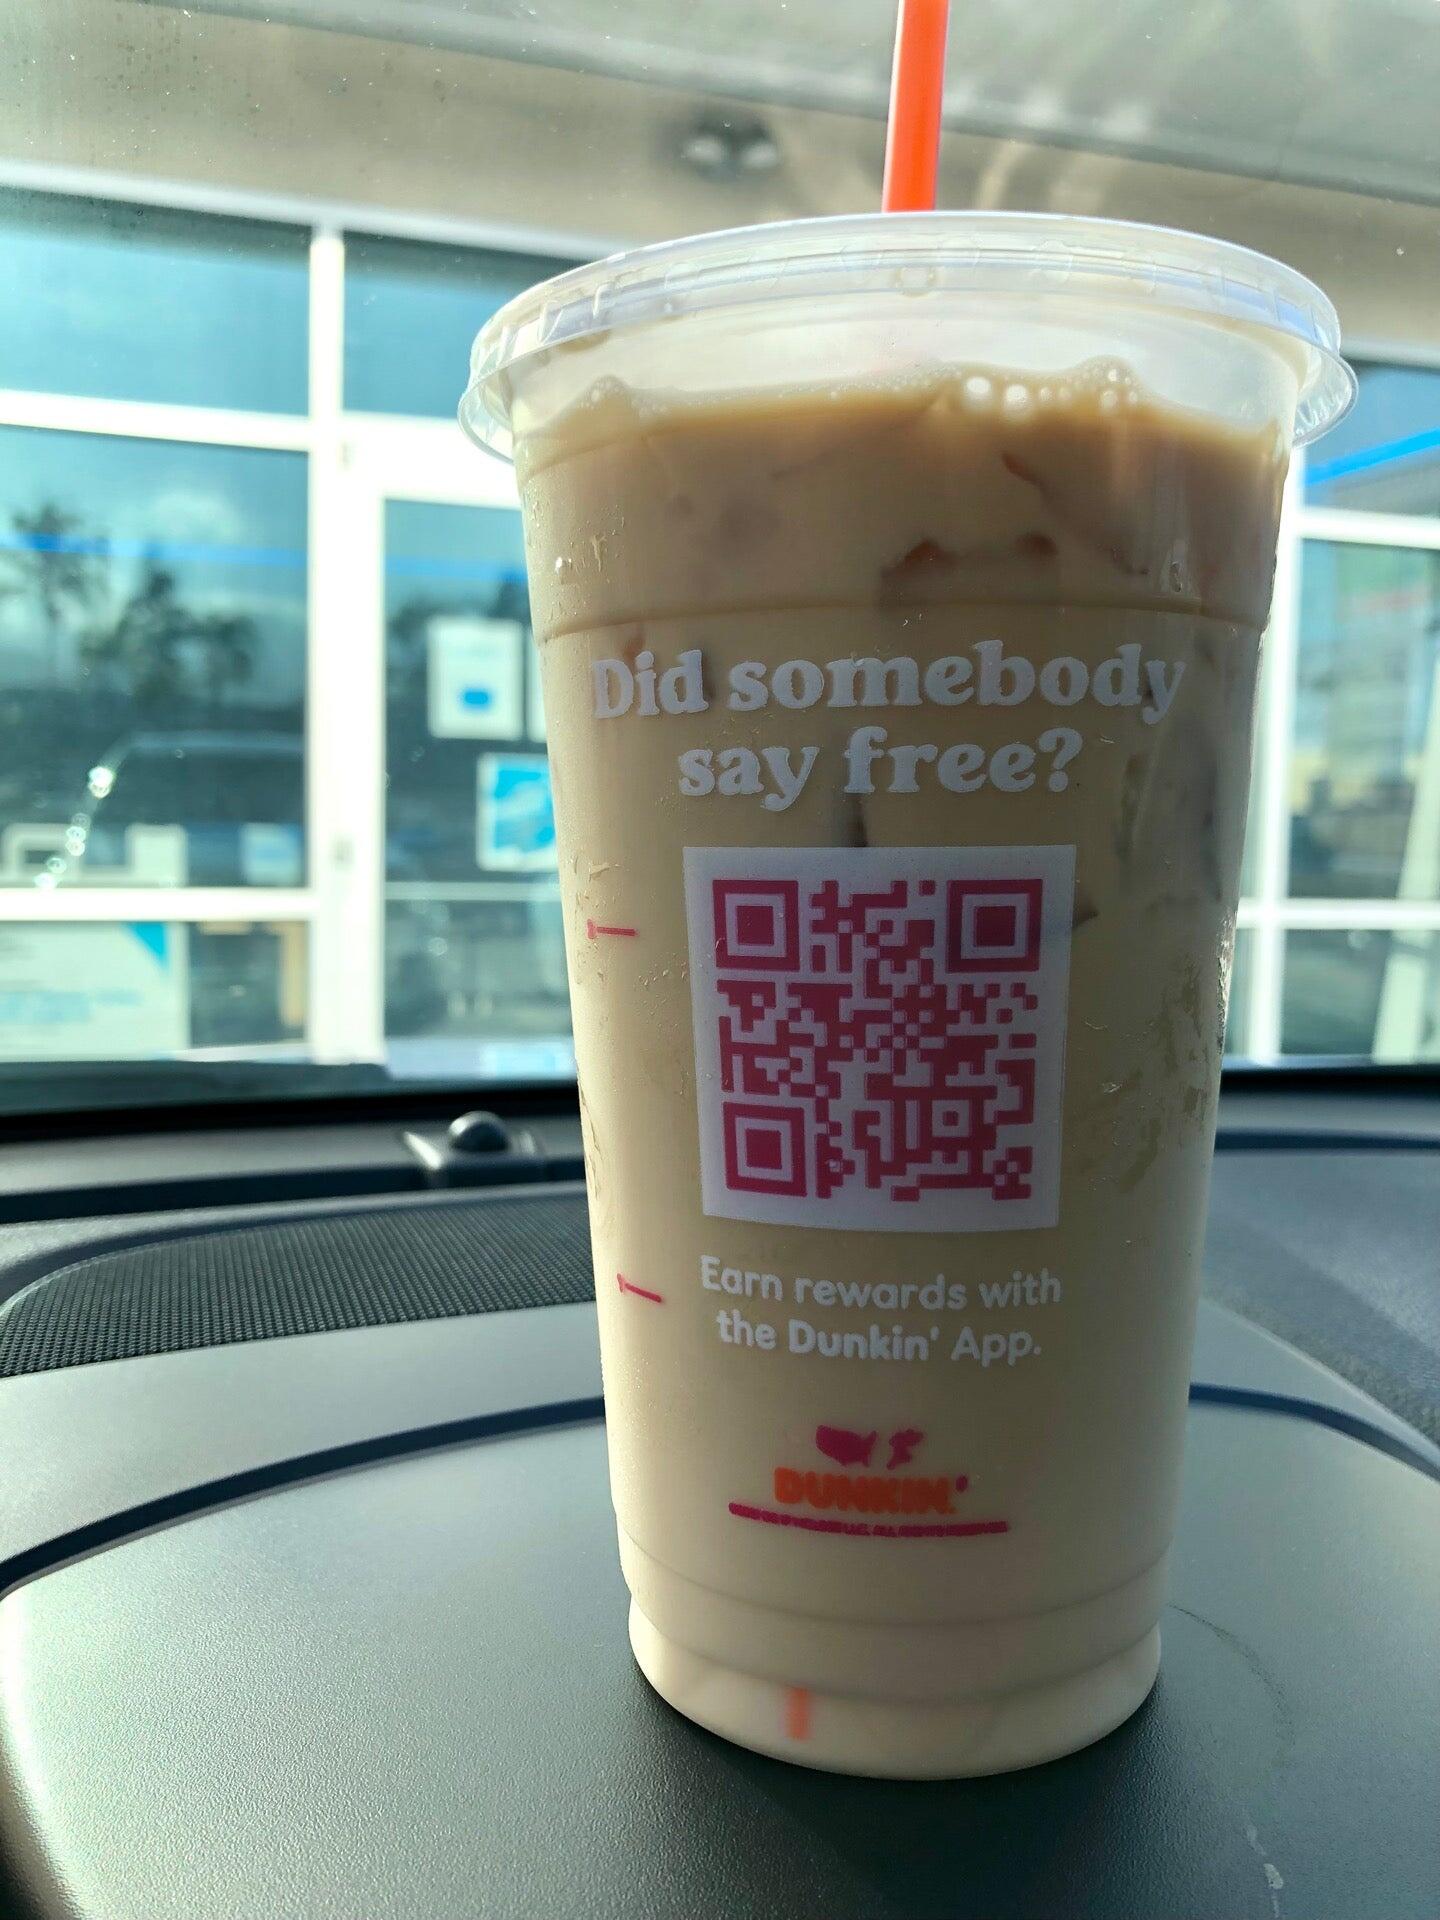 Did somebody
say free?
Earn rewards with
the Dunkin' App.
DUNKIN'